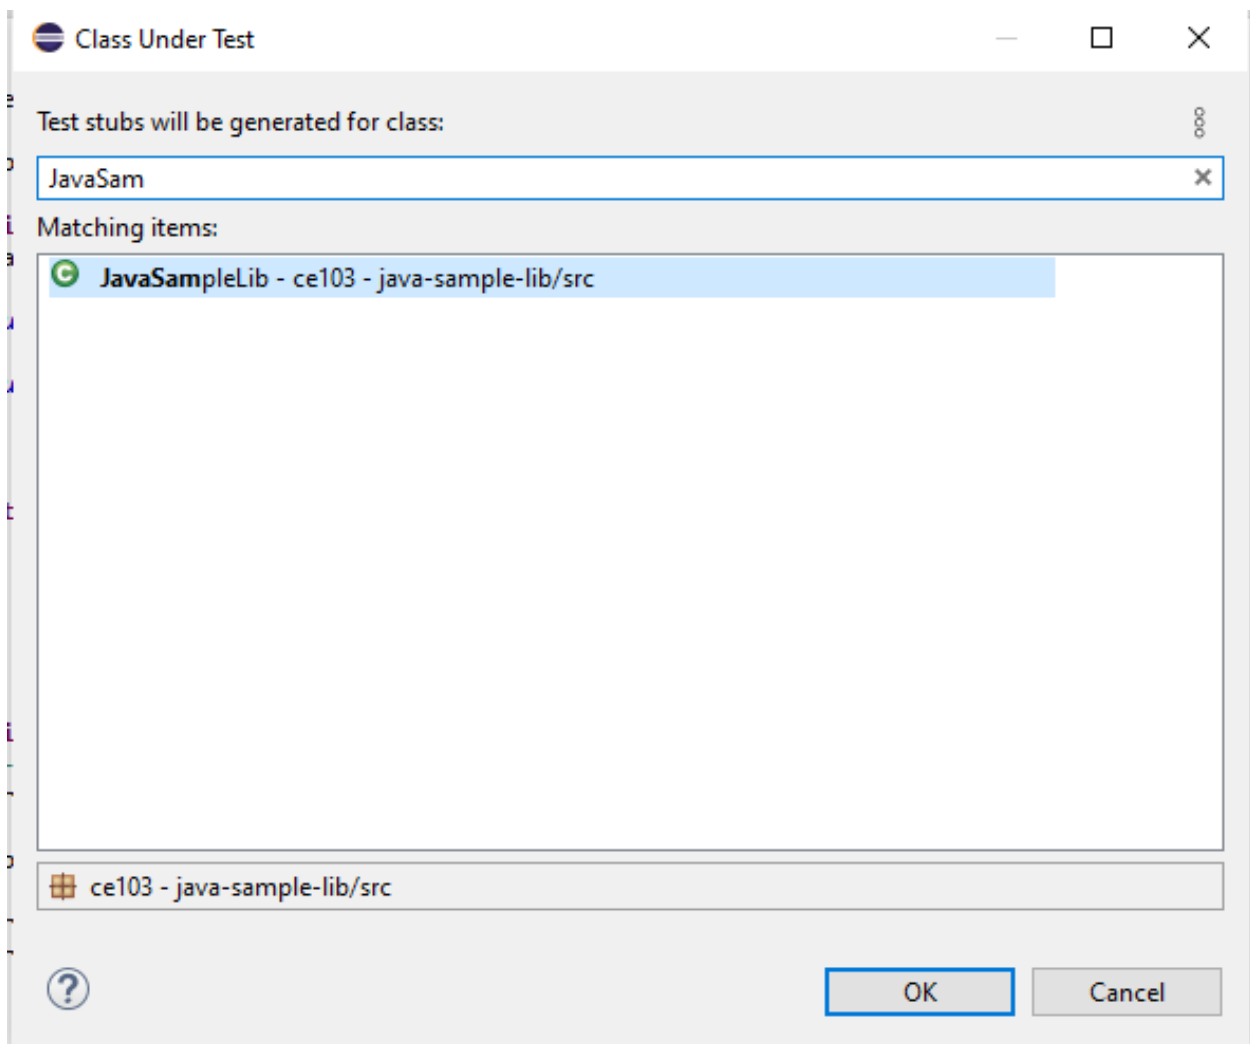 Class Under Test
Test stubs will be generated for class:
JavaSam
Matching items:
JavaSampleLib - ce103 - java-sample-lib/src
ce103 - java-sample-lib/src
OK
Cancel